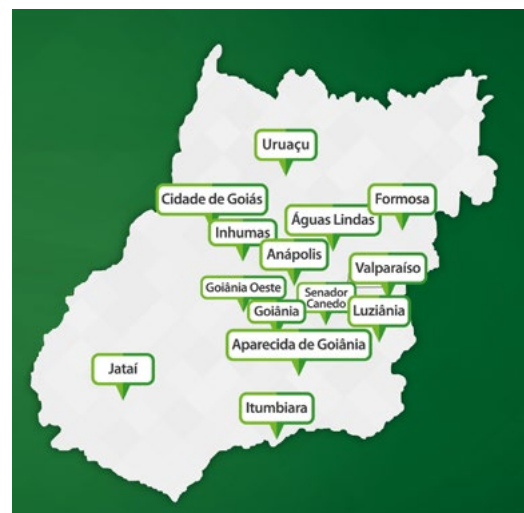 Uruaçu
Cidade de Goiás
Formosa
Águas Lindas
Inhumas
Anápolis
Valparaíso
Goiânia Oeste
Senador
Canedo
Goiânia
Luziânia
Aparecida de Goiânia
Jataí
Itumbiara